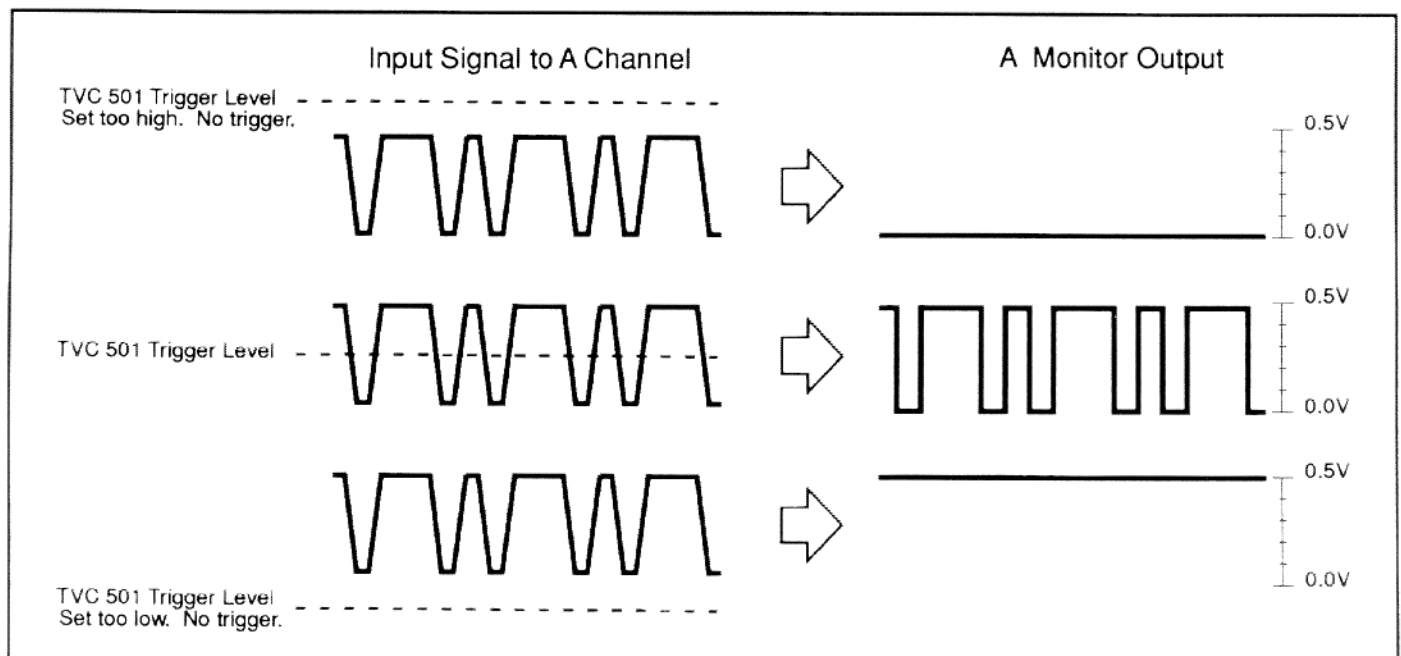 Input Signal to A Channel
A Monitor Output
TVC 501 Trigger Level
Set too high. No trigger.
0.5V
0.0V
TVC 501 Trigger Level
0.5V
0.0V
0.5V
0.0V
TVC 501 Trigger Level
Set too low. No trigger.